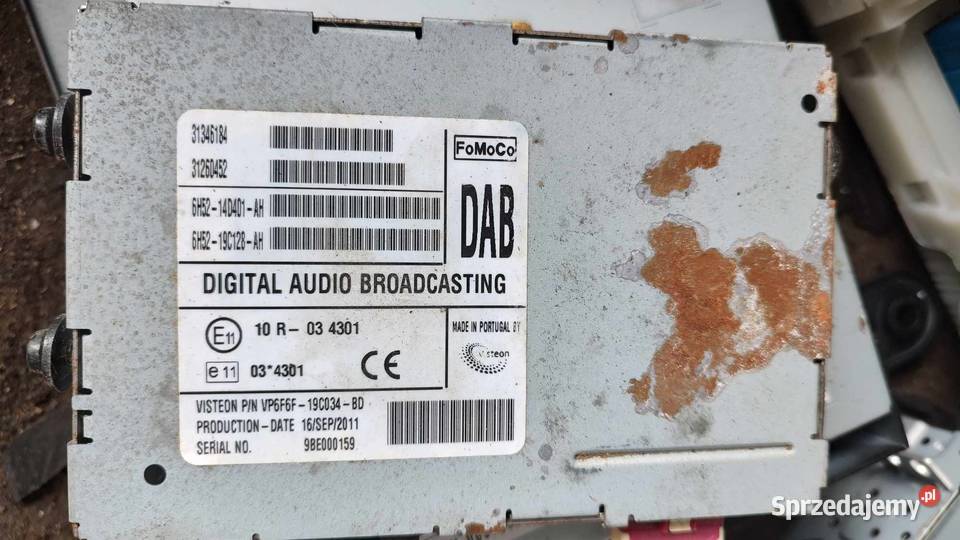 31346184
31260452
6H52-14D401-AH
6H52-19C128-AH
FoMoCo
DAB
DIGITAL AUDIO BROADCASTING
E11 10 R- 03 4301
e 11 03*4301
CE
MADE IN PORTUGAL BY
Visteon
VISTEON P/N VP6F6F-19C034-BD
PRODUCTION-DATE 16/SEP/2011
SERIAL NO. 9BE000159
Sprzedajemy.pl